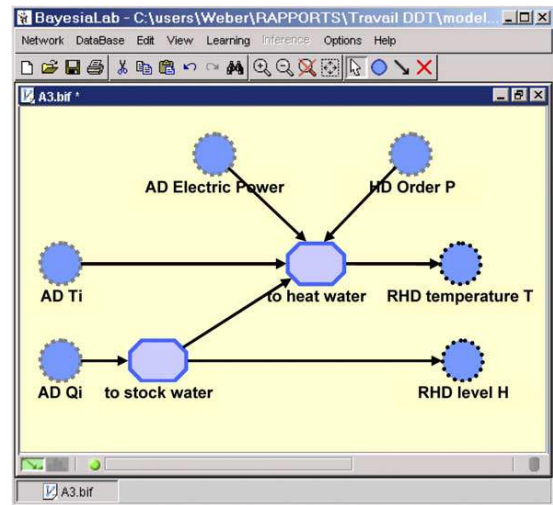 BayesiaLab - C:\users\Weber\RAPPORTS\Travail DDT\model...
Network DataBase Edit View Learning Inference Options Help
A3.bif *
AD Electric Power
HD Order P
AD Ti
to heat water
RHD temperature T
AD Qi
to stock water
RHD level H
A3.bif